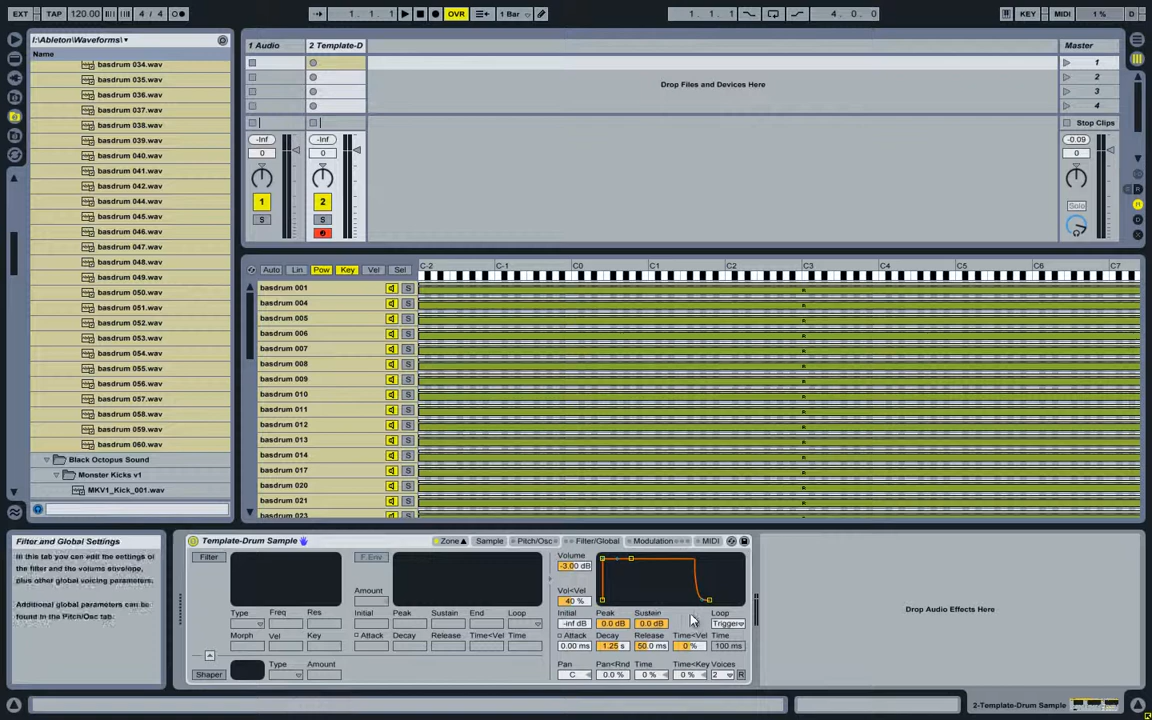 EXT TAP 120.00 4 / 4 1. 1. 1 OVR 1 Bar 1. 1. 1 4. 0. 0 KEY MIDI 1 % D
I:\Ableton\Waveforms\
Name
basdrum 034.wav
basdrum 035.wav
basdrum 036.wav
basdrum 037.wav
basdrum 038.wav
basdrum 039.wav
basdrum 040.wav
basdrum 041.wav
basdrum 042.wav
basdrum 044.wav
basdrum 045.wav
basdrum 046.wav
basdrum 047.wav
basdrum 048.wav
basdrum 049.wav
basdrum 050.wav
basdrum 051.wav
basdrum 052.wav
basdrum 053.wav
basdrum 054.wav
basdrum 055.wav
basdrum 056.wav
basdrum 057.wav
basdrum 058.wav
basdrum 059.wav
basdrum 060.wav
Black Octopus Sound
Monster Kicks v1
MKV1_Kick_001.wav
1 Audio 2 Template-D Master
1
Drop Files and Devices Here 2
3
4
Stop Clips
-Inf -Inf -0.09
0 0 0
1 2 Solo
S S
Auto Lin Pow Key Vel Sel C-2 C-1 C0 C1 C2 C3 C4 C5 C6 C7
basdrum 001 S R
basdrum 004 S R
basdrum 005 S R
basdrum 006 S R
basdrum 007 S R
basdrum 008 S R
basdrum 009 S R
basdrum 010 S R
basdrum 011 S R
basdrum 012 S R
basdrum 013 S R
basdrum 014 S R
basdrum 017 S R
basdrum 020 S R
basdrum 021 S R
basdrum 023
Filter and Global Settings
In this tab you can edit the settings of
the filter and the volume envelope,
plus other global voicing parameters.
Additional global parameters can be
found in the Pitch/Osc tab.
Template-Drum Sample Zone Sample Pitch/Osc Filter/Global Modulation MIDI
Filter F.Env Volume
-3.00 dB
Amount Vol<Vel
40 %
Type Freq Res Initial Peak Sustain End Loop Initial Peak Sustain Loop
-inf dB 0.0 dB 0.0 dB Trigger
Morph Vel Key Attack Decay Release Time<Vel Time Attack Decay Release Time<Vel Time
0.00 ms 1.25 s 50.0 ms 0 % 100 ms
Shaper Type Amount Pan Pan<Rnd Time Time<Key Voices
C 0.0 % 0 % 0 % 2 R
Drop Audio Effects Here
2-Template-Drum Sample